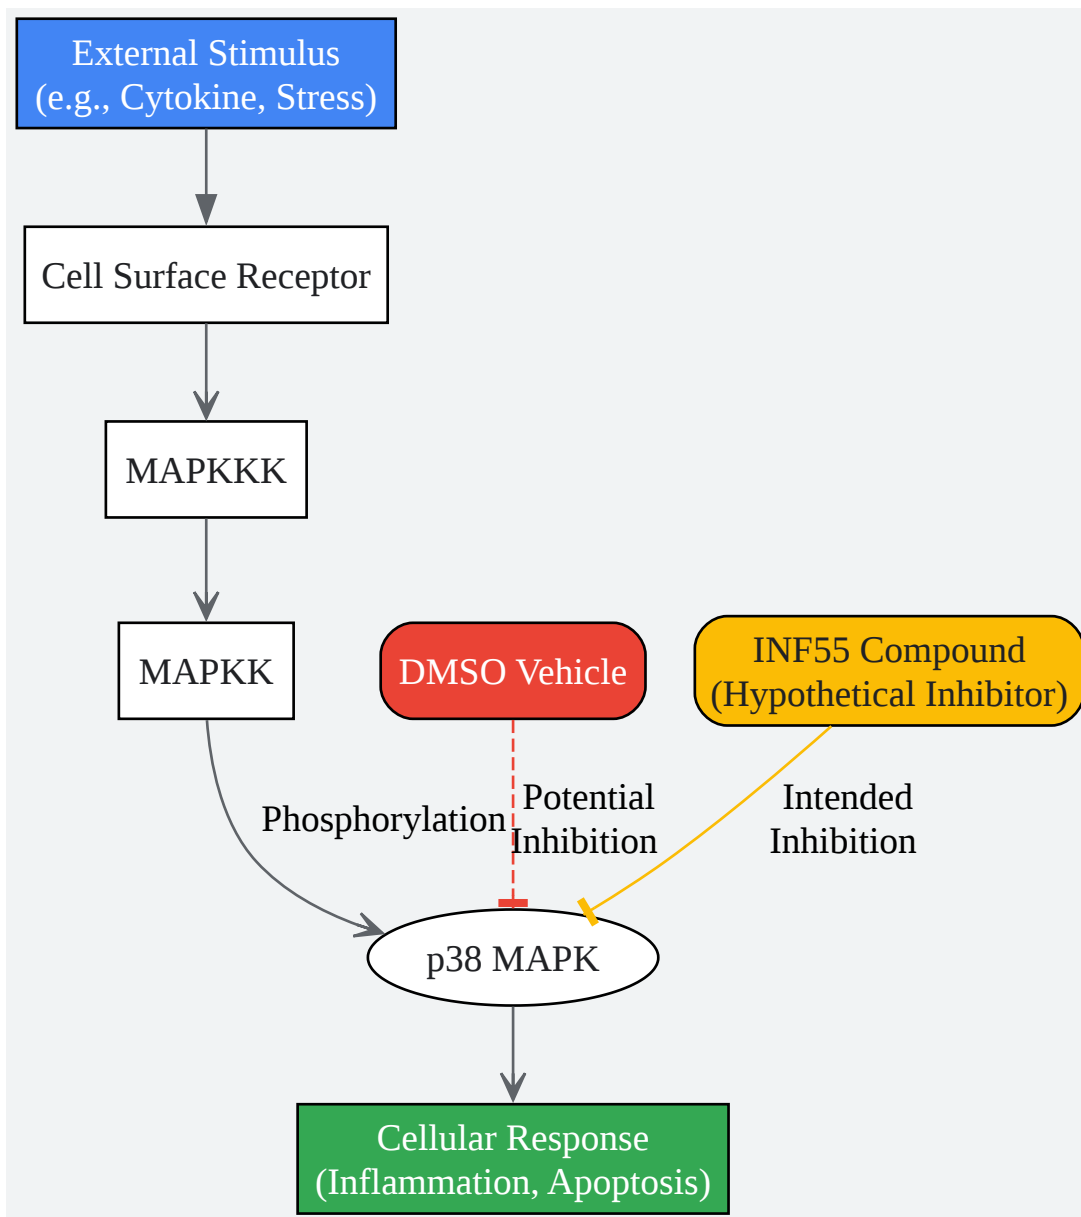 External Stimulus
(e.g., Cytokine, Stress)
Cell Surface Receptor
MAPKKK
MAPKK
DMSO Vehicle
INF55 Compound
(Hypothetical Inhibitor)
Phosphorylation
Potential
Inhibition
Intended
Inhibition
p38 MAPK
Cellular Response
(Inflammation, Apoptosis)